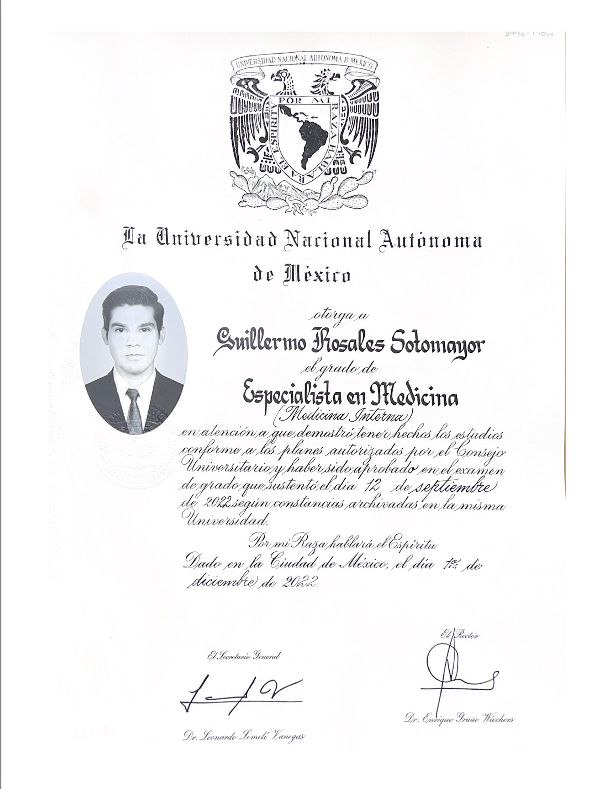 UNIVERSIDAD NACIONAL AUTÓNOMA D MEXICO
POR MI RAZA HABLARA EL ESPIRITU
La Universidad Nacional Autónoma
de México
otorga a
Guillermo Rosales Sotomayor
el grado de
Especialista en Medicina
(Medicina Interna)
en atención a que demostró tener hechos los estudios
conforme a los planes autorizados por el Consejo
Universitario y haber sido aprobado en el examen
de grado que sustentó el día 12 de septiembre
de 2022 según constancias archivadas en la misma
Universidad.
Por mi Raza hablará el Espíritu
Dado en la Ciudad de México, el día 1ro. de
diciembre de 2022.
El Rector
El Secretario General
Dr. Enrique Graue Wiechers
Dr. Leonardo Lomelí Vanegas